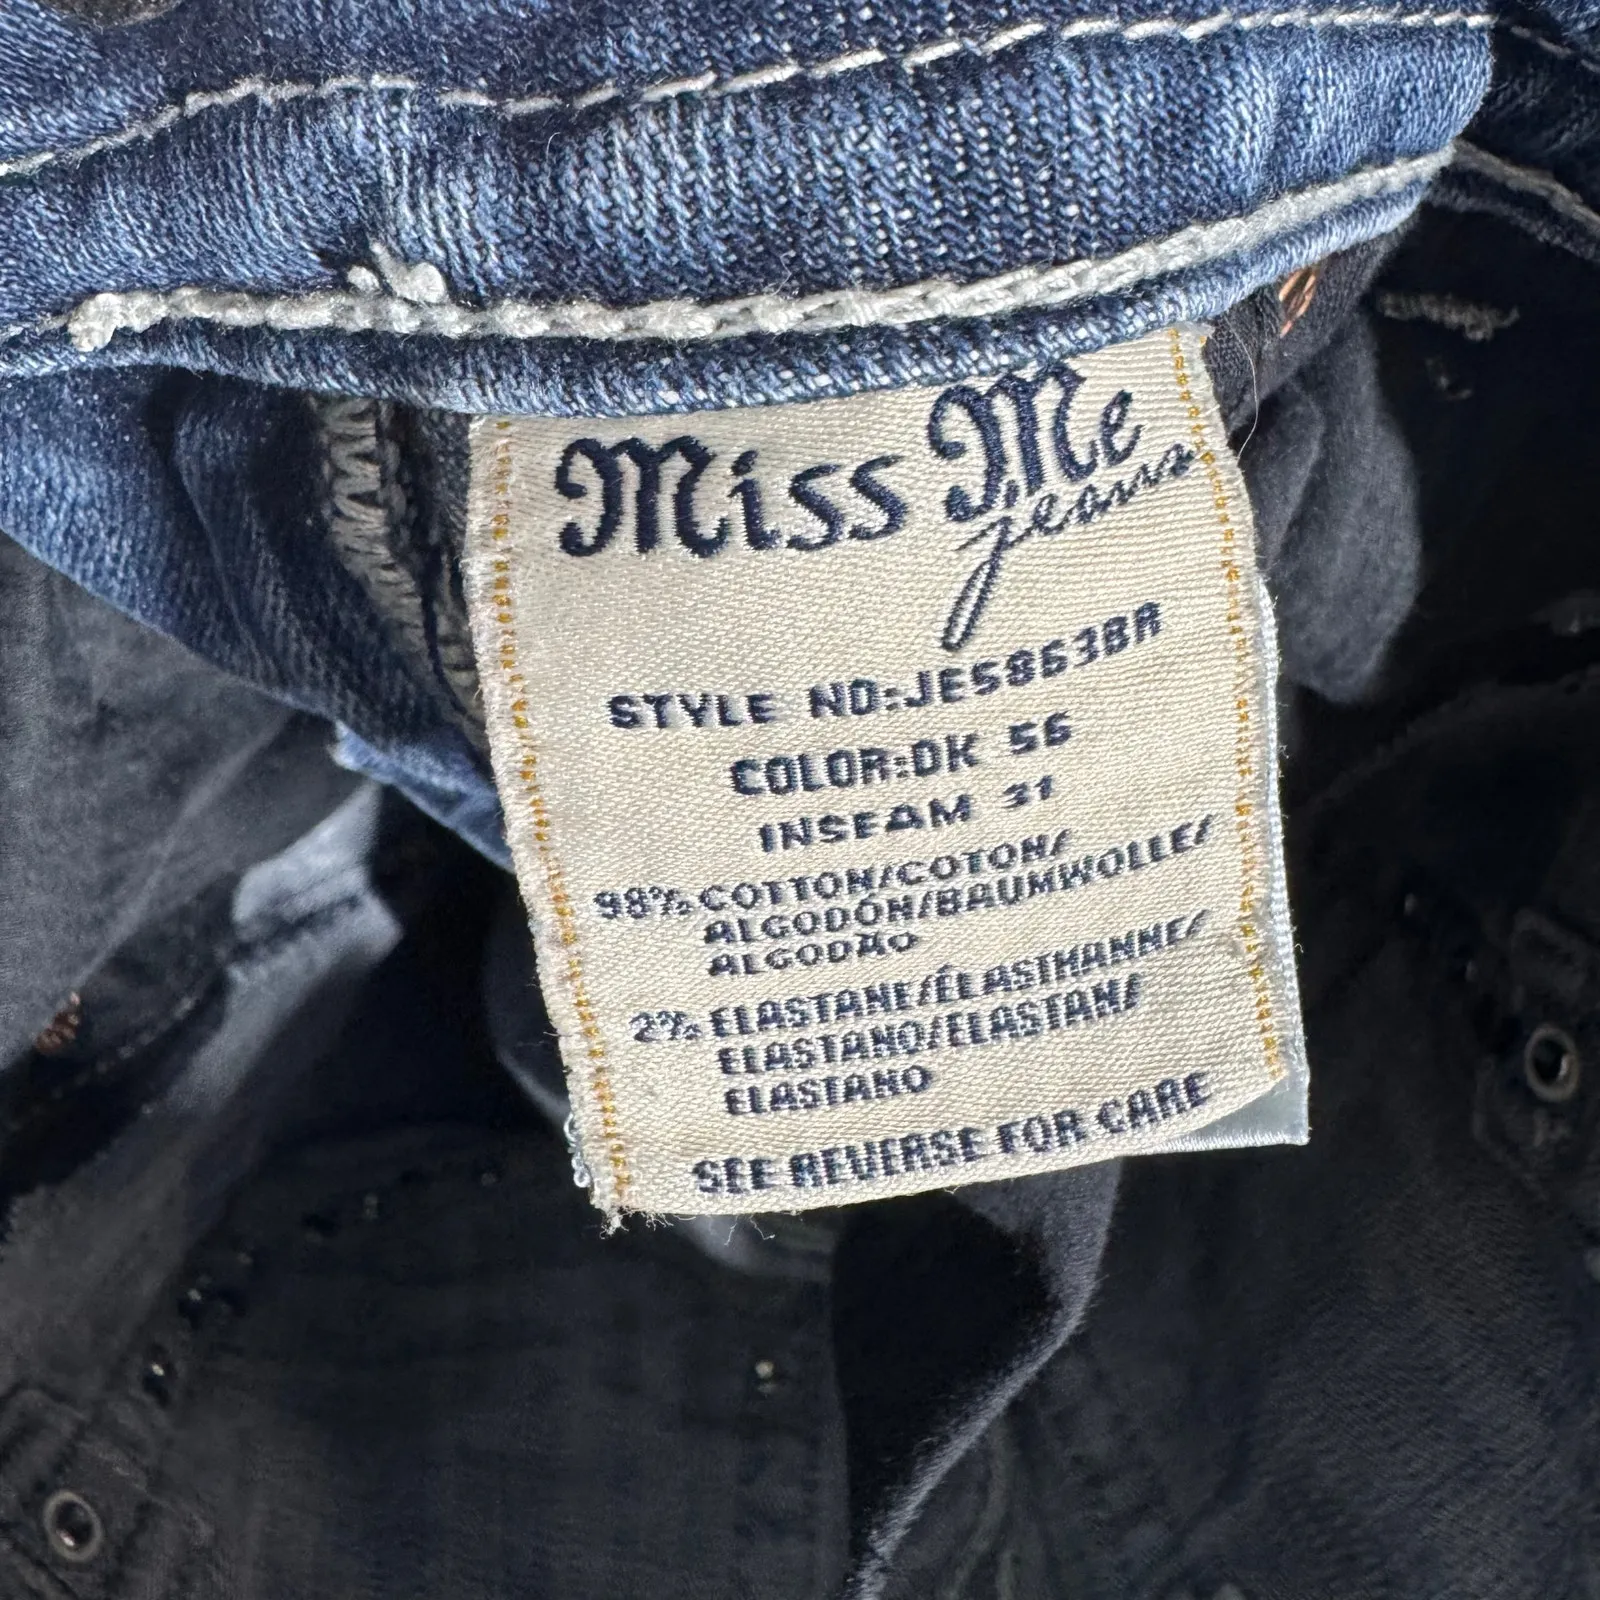 Miss Me
jeans
STYLE NO:JE5863BR
COLOR:DK 56
INSEAM 31
98% COTTON/COTON/
ALGODÓN/BAUMWOLLE/
ALGODÃO
2% ELASTANE/ÉLASTHANNE/
ELASTANO/ELASTAN/
ELASTANO
SEE REVERSE FOR CARE